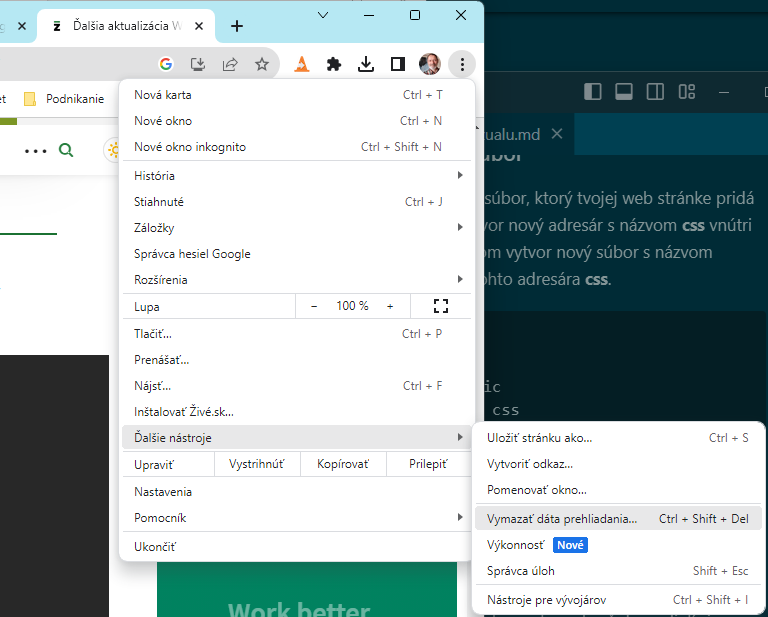 Ďalšia aktualizácia W
Podnikanie
Nová karta Ctrl + T
Nové okno Ctrl + N
Nové okno inkognito Ctrl + Shift + N
História
Stiahnuté Ctrl + J
Záložky
Správca hesiel Google
Rozšírenia
Lupa − 100 % +
Tlačiť... Ctrl + P
Prenášať...
Nájsť... Ctrl + F
Inštalovať Živé.sk...
Ďalšie nástroje
Upraviť Vystrihnúť Kopírovať Prilepiť
Nastavenia
Pomocník
Ukončiť
Uložiť stránku ako... Ctrl + S
Vytvoriť odkaz...
Pomenovať okno...
Vymazať dáta prehliadania... Ctrl + Shift + Del
Výkonnosť Nové
Správca úloh Shift + Esc
Nástroje pre vývojárov Ctrl + Shift + I
ualu.md
súbor, ktorý tvojej web stránke pridá
vor nový adresár s názvom css vnútri
om vytvor nový súbor s názvom
ohto adresára css.
ic
css
Work better